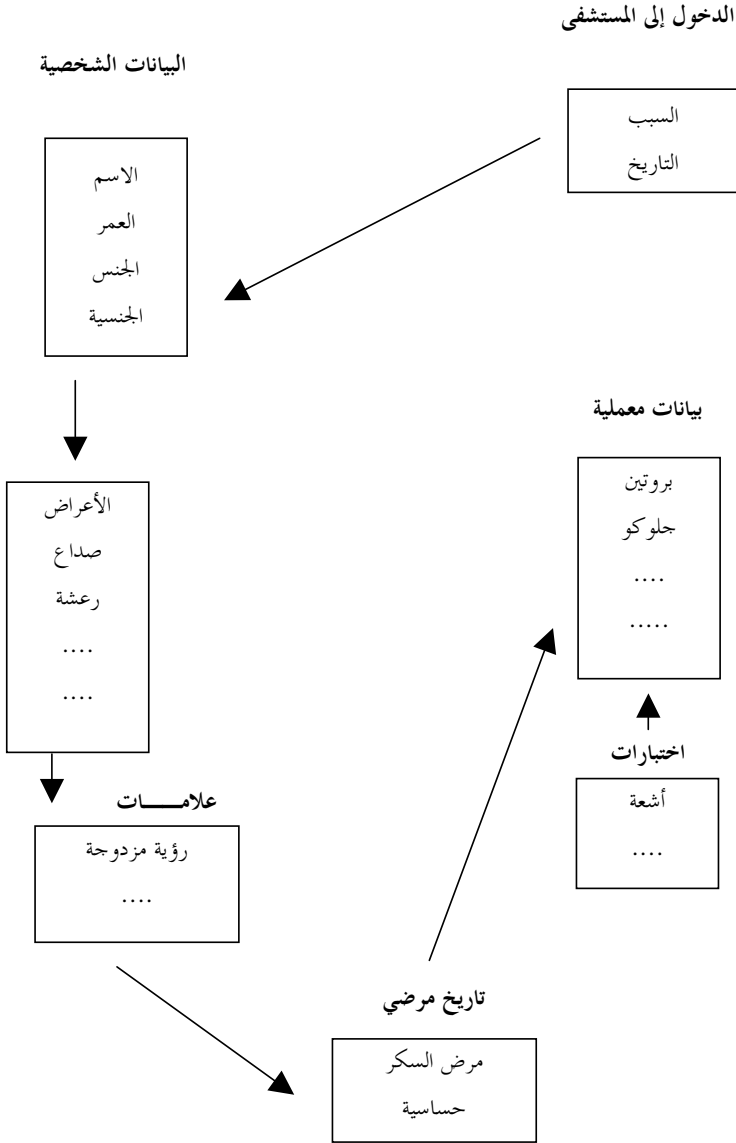 الدخول إلى المستشفى
السبب
التاريخ
البيانات الشخصية
الاسم
العمر
الجنس
الجنسية
الأعراض
صداع
رعشة
....
....
علامـــــات
رؤية مزدوجة
....
تاريخ مرضي
مرض السكر
حساسية
بيانات معملية
بروتين
جلوكو
....
.....
اختبارات
أشعة
....